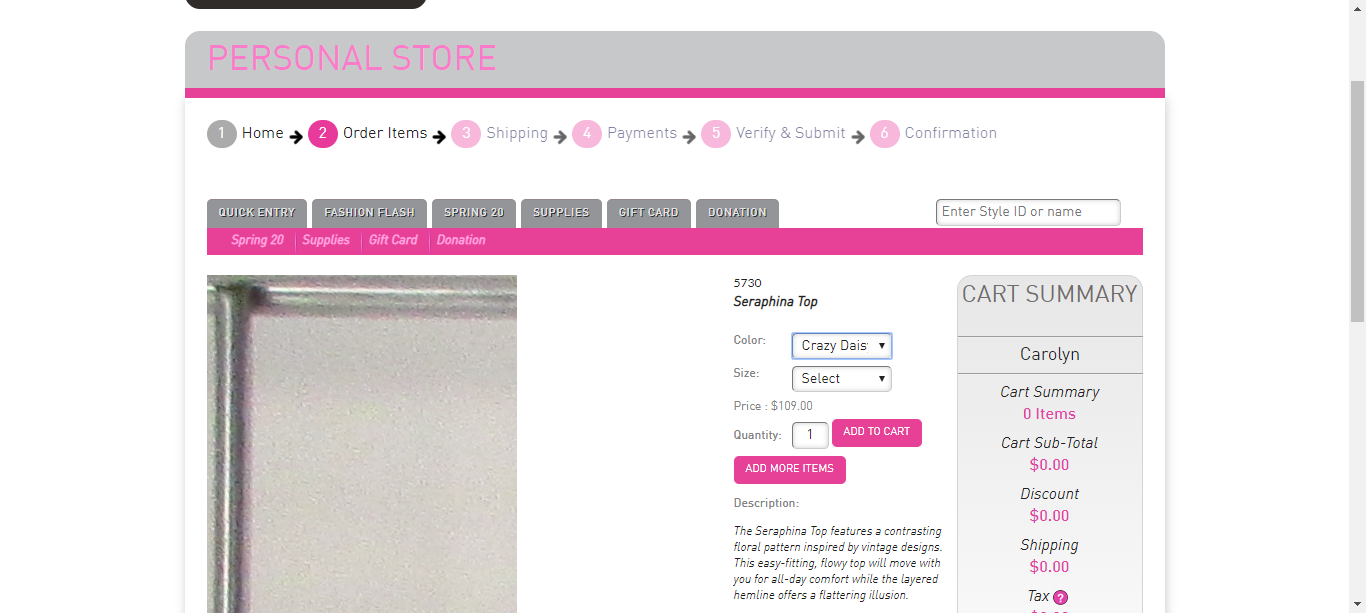 PERSONAL STORE
1 Home 2 Order Items 3 Shipping 4 Payments 5 Verify & Submit 6 Confirmation
QUICK ENTRY FASHION FLASH SPRING 20 SUPPLIES GIFT CARD DONATION
Enter Style ID or name
Spring 20 Supplies Gift Card Donation
5730
Seraphina Top
Color: Crazy Dais
Size: Select
Price : $109.00
Quantity: 1 ADD TO CART
ADD MORE ITEMS
Description:
The Seraphina Top features a contrasting
floral pattern inspired by vintage designs.
This easy-fitting, flowy top will move with
you for all-day comfort while the layered
hemline offers a flattering illusion.
CART SUMMARY
Carolyn
Cart Summary
0 Items
Cart Sub-Total
$0.00
Discount
$0.00
Shipping
$0.00
Tax ?